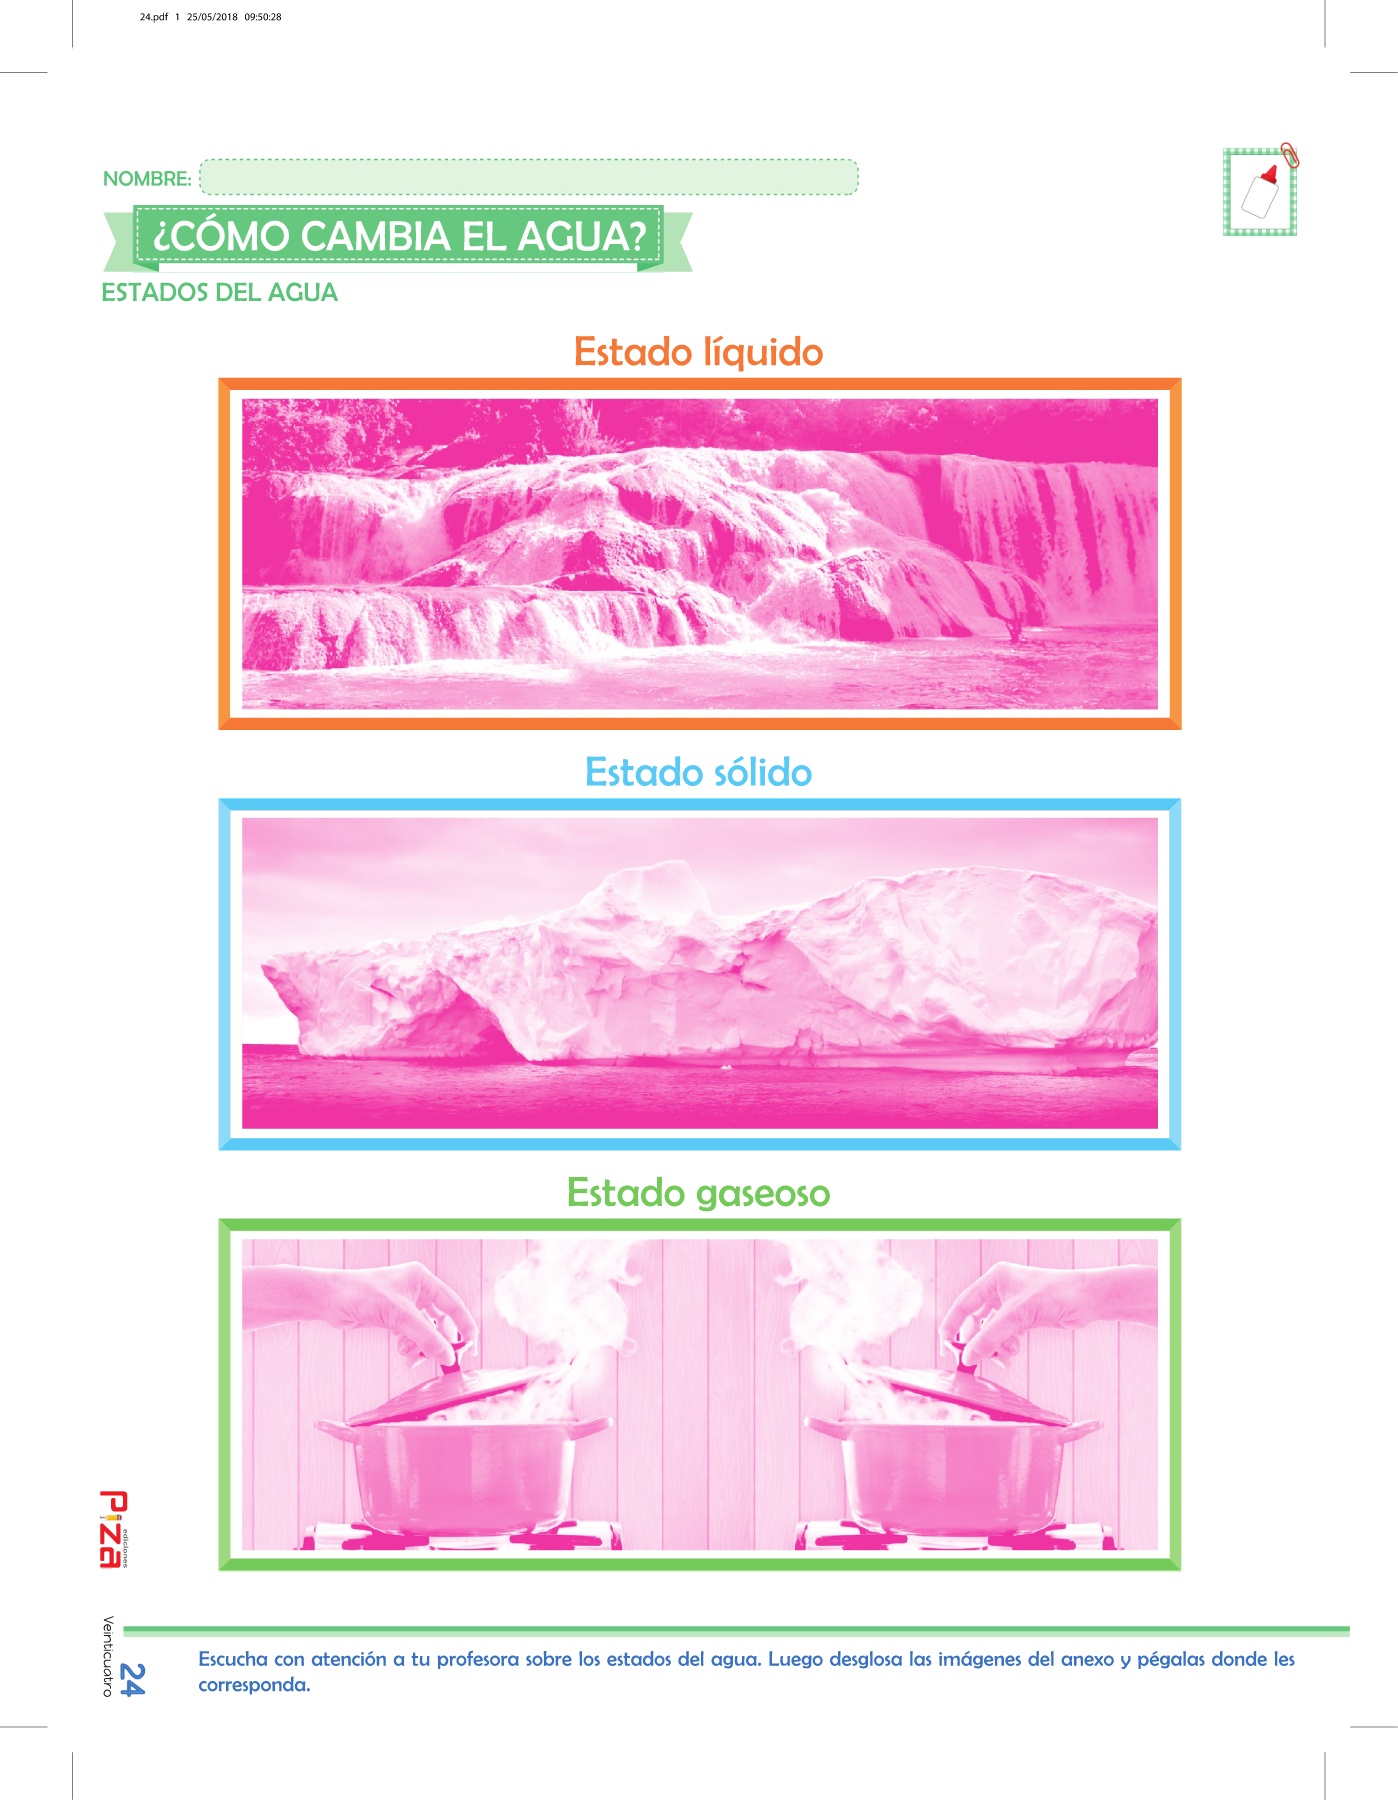 24.pdf 1 25/05/2018 09:50:28
NOMBRE:
¿CÓMO CAMBIA EL AGUA?
ESTADOS DEL AGUA
Estado líquido
Estado sólido
Estado gaseoso
Piza
ediciones
Veinticuatro
24
Escucha con atención a tu profesora sobre los estados del agua. Luego desglosa las imágenes del anexo y pégalas donde les
corresponda.